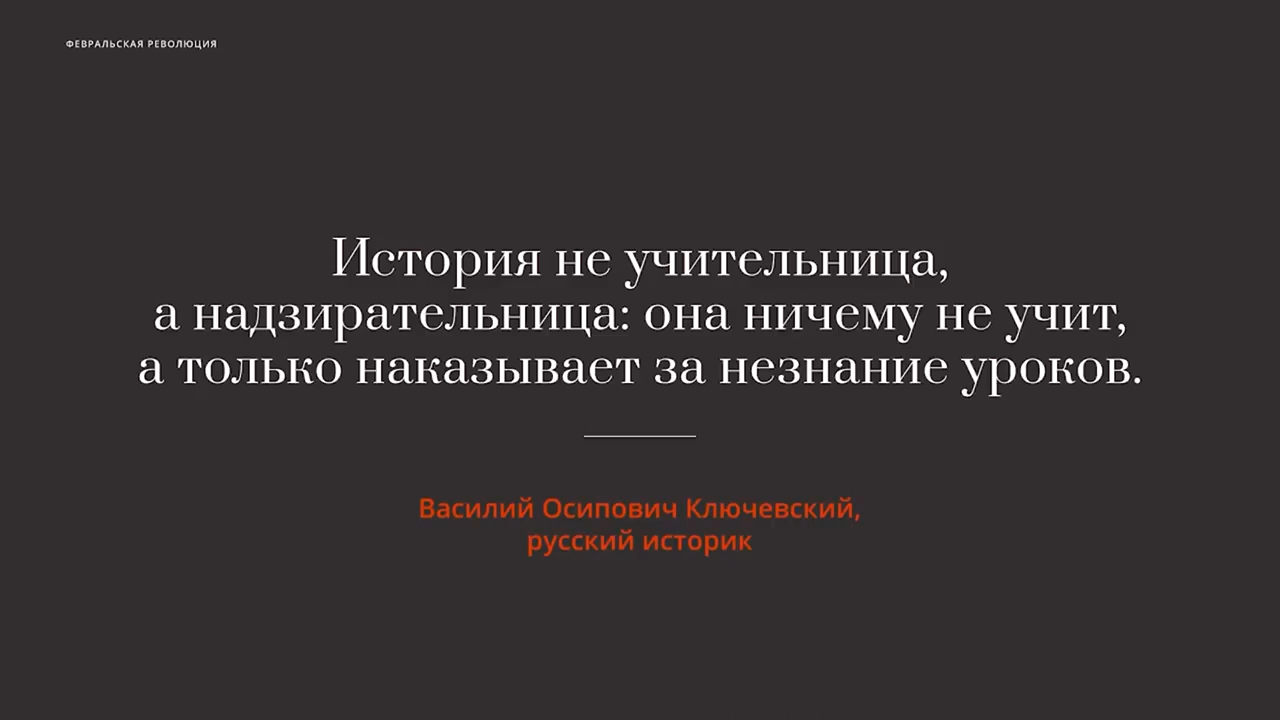 ФЕВРАЛЬСКАЯ РЕВОЛЮЦИЯ
История не учительница,
а надзирательница: она ничему не учит,
а только наказывает за незнание уроков.
Василий Осипович Ключевский,
русский историк